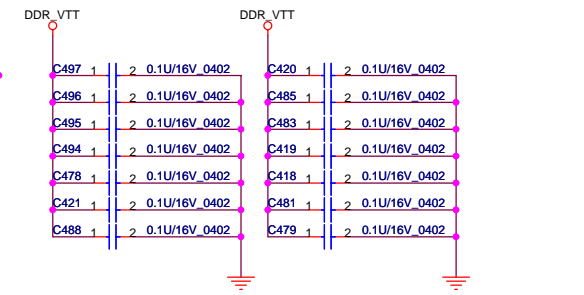 DDR_VTT DDR_VTT
C497 1 2 0.1U/16V_0402 C420 1 2 0.1U/16V_0402
C496 1 2 0.1U/16V_0402 C485 1 2 0.1U/16V_0402
C495 1 2 0.1U/16V_0402 C483 1 2 0.1U/16V_0402
C494 1 2 0.1U/16V_0402 C419 1 2 0.1U/16V_0402
C478 1 2 0.1U/16V_0402 C418 1 2 0.1U/16V_0402
C421 1 2 0.1U/16V_0402 C481 1 2 0.1U/16V_0402
C488 1 2 0.1U/16V_0402 C479 1 2 0.1U/16V_0402